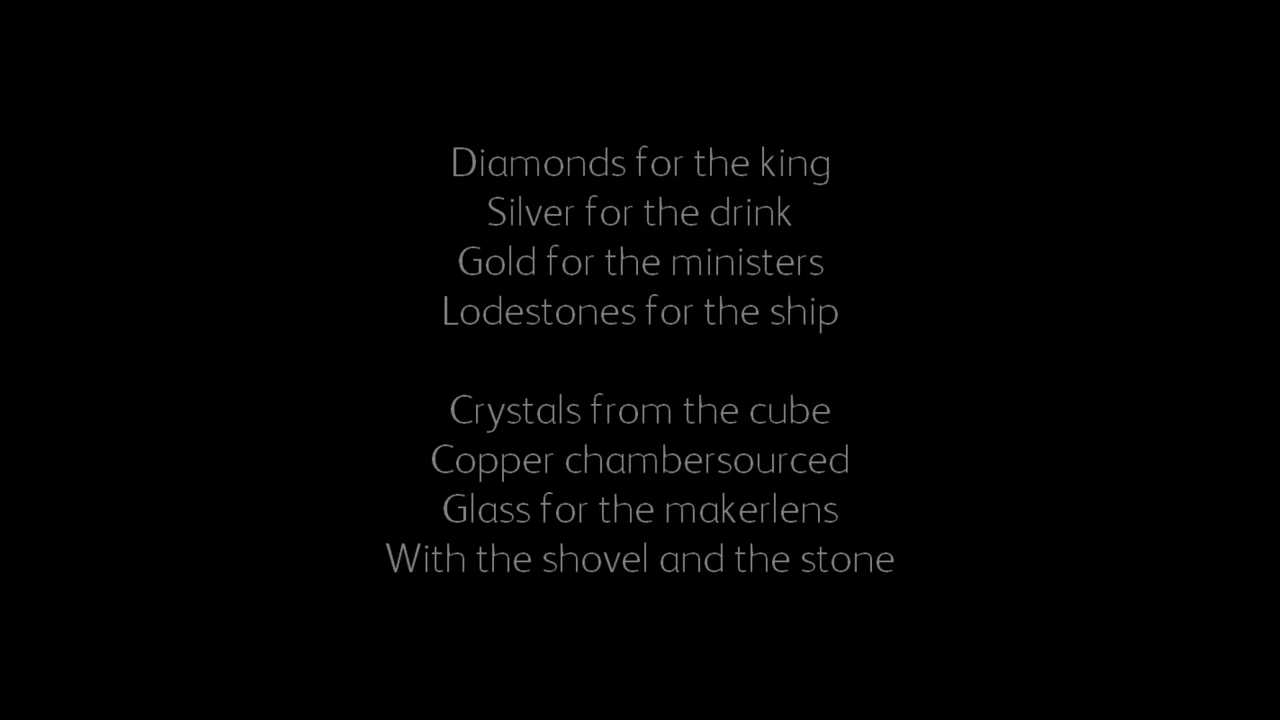 Diamonds for the king
Silver for the drink
Gold for the ministers
Lodestones for the ship
Crystals from the cube
Copper chambersourced
Glass for the makerlens
With the shovel and the stone